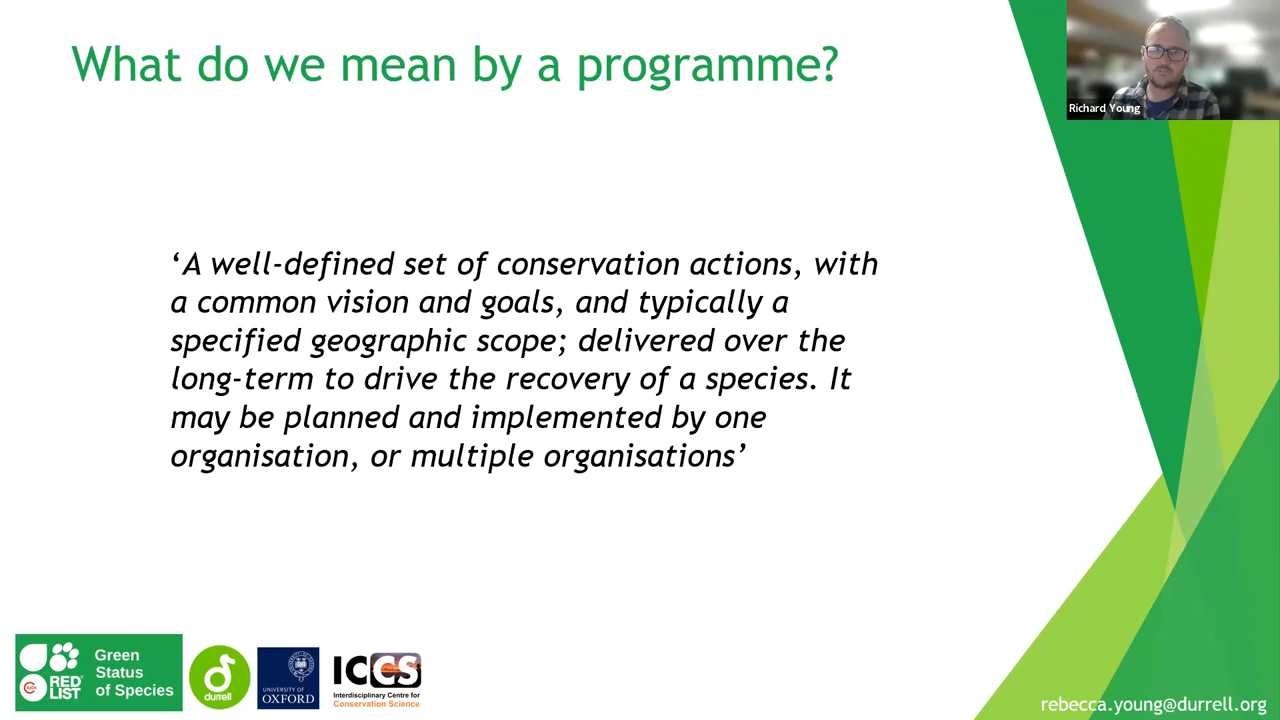 What do we mean by a programme?
Richard Young
‘A well-defined set of conservation actions, with
a common vision and goals, and typically a
specified geographic scope; delivered over the
long-term to drive the recovery of a species. It
may be planned and implemented by one
organisation, or multiple organisations’
RED
LIST
Green
Status
of Species
durrell
UNIVERSITY OF
OXFORD
ICCS
Interdisciplinary Centre for
Conservation Science
rebecca.young@durrell.org